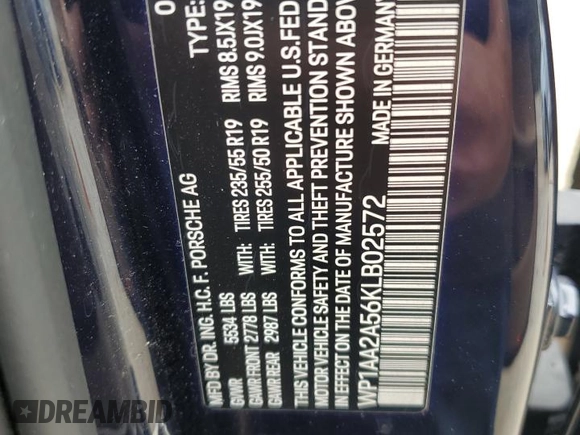 0
MFD BY DR. ING. H.C. F. PORSCHE AG TYPE:
GVWR 5534 LBS WITH: TIRES 235/55 R19 RIMS 8.5JX19
GAWR FRONT 2778 LBS WITH: TIRES 255/50 R19 RIMS 9.0JX19
GAWR REAR 2987 LBS
THIS VEHICLE CONFORMS TO ALL APPLICABLE U.S. FED
MOTOR VEHICLE SAFETY AND THEFT PREVENTION STAND
ON THE DATE OF MANUFACTURE SHOWN ABOV
WP1AA2A56KLB02572 MADE IN GERMANY
DREAMBID